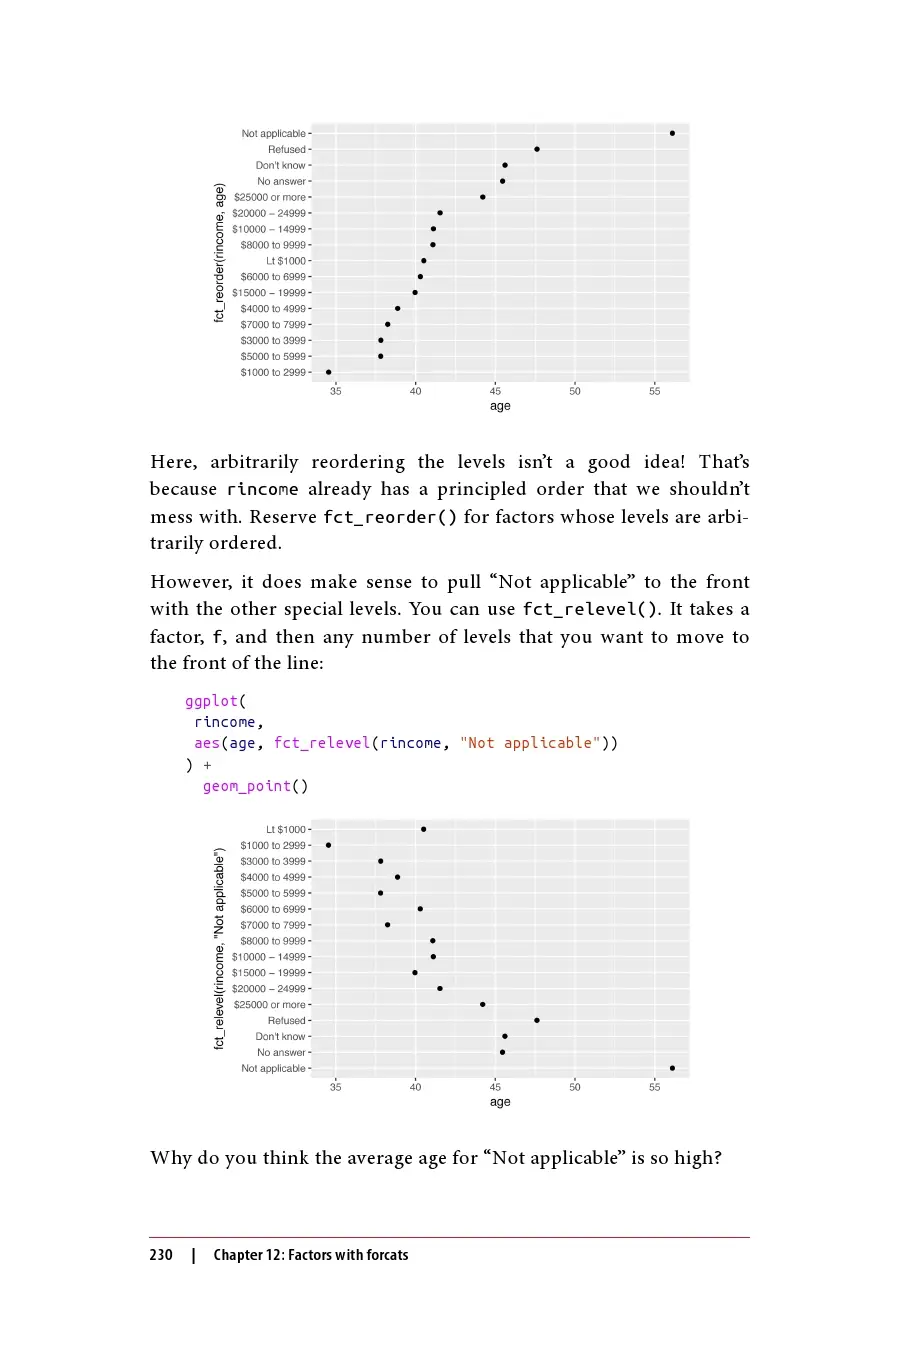 Not applicable
Refused
Don't know
No answer
$25000 or more
$20000 − 24999
$10000 − 14999
$8000 to 9999
Lt $1000
$6000 to 6999
$15000 − 19999
$4000 to 4999
$7000 to 7999
$3000 to 3999
$5000 to 5999
$1000 to 2999
fct_reorder(rincome, age)
35 40 45 50 55
age
Here, arbitrarily reordering the levels isn’t a good idea! That’s
because rincome already has a principled order that we shouldn’t
mess with. Reserve fct_reorder() for factors whose levels are arbi-
trarily ordered.
However, it does make sense to pull “Not applicable” to the front
with the other special levels. You can use fct_relevel(). It takes a
factor, f, and then any number of levels that you want to move to
the front of the line:
ggplot(
rincome,
aes(age, fct_relevel(rincome, "Not applicable"))
) +
geom_point()
Lt $1000
$1000 to 2999
$3000 to 3999
$4000 to 4999
$5000 to 5999
$6000 to 6999
$7000 to 7999
$8000 to 9999
$10000 − 14999
$15000 − 19999
$20000 − 24999
$25000 or more
Refused
Don't know
No answer
Not applicable
fct_relevel(rincome, "Not applicable")
35 40 45 50 55
age
Why do you think the average age for “Not applicable” is so high?
230 | Chapter 12: Factors with forcats